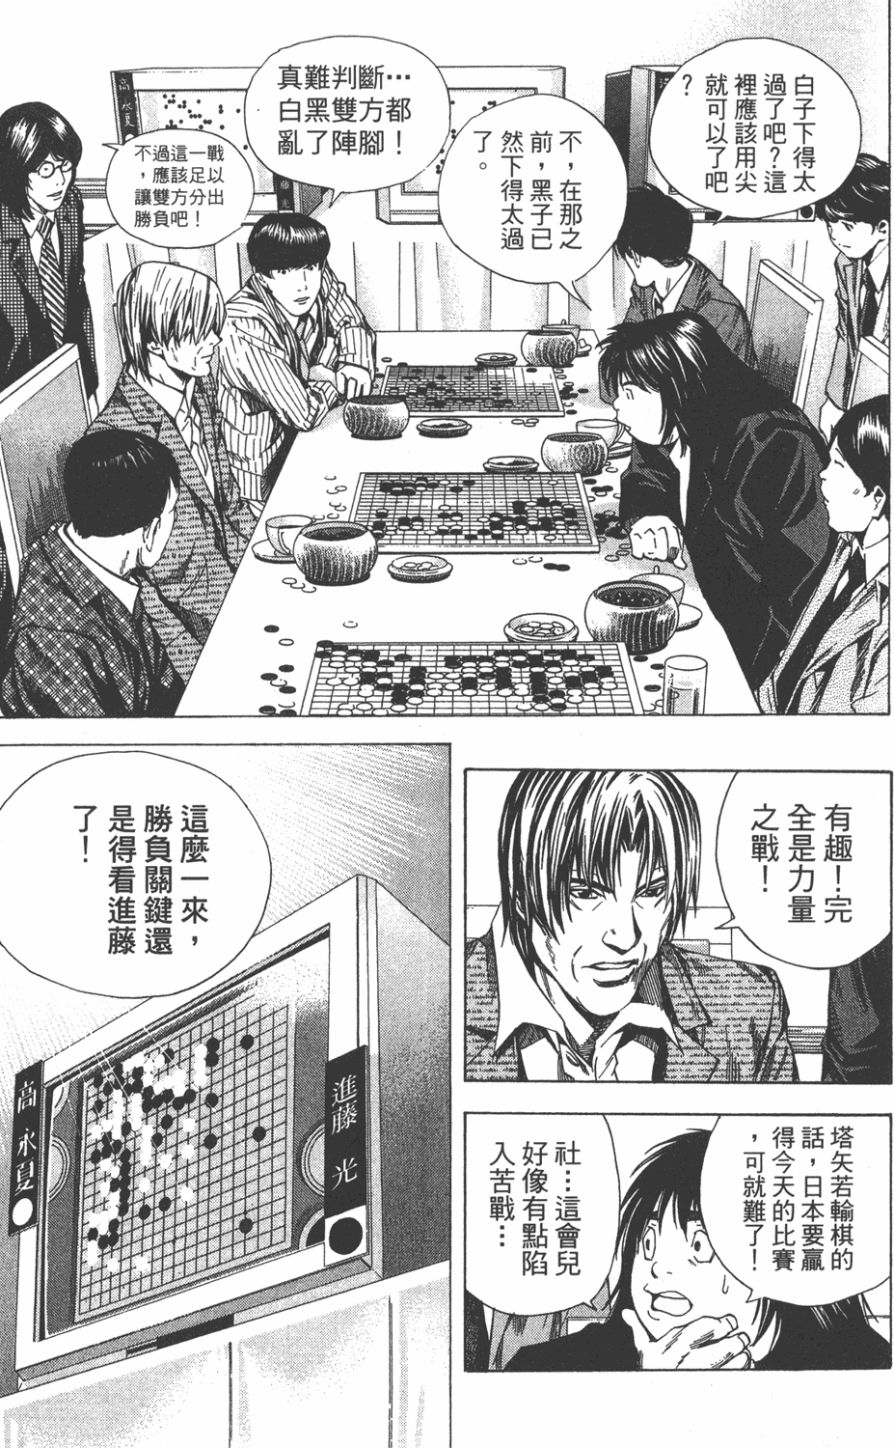 白子下得太
過了吧？這
裡應該用尖
就可以了吧
？
不，在那之
前，黑子已
然下得太過
了。
真難判斷…
白黑雙方都
亂了陣腳！
不過這一戰
，應該足以
讓雙方分出
勝負吧！
高永夏
藤光
有趣！完
全是力量
之戰！
塔矢若輸棋的
話，日本要贏
得今天的比賽
，可就難了！
社…這會兒
好像有點陷
入苦戰…
這麼一來，
勝負關鍵還
是得看進藤
了！
進藤光
高永夏